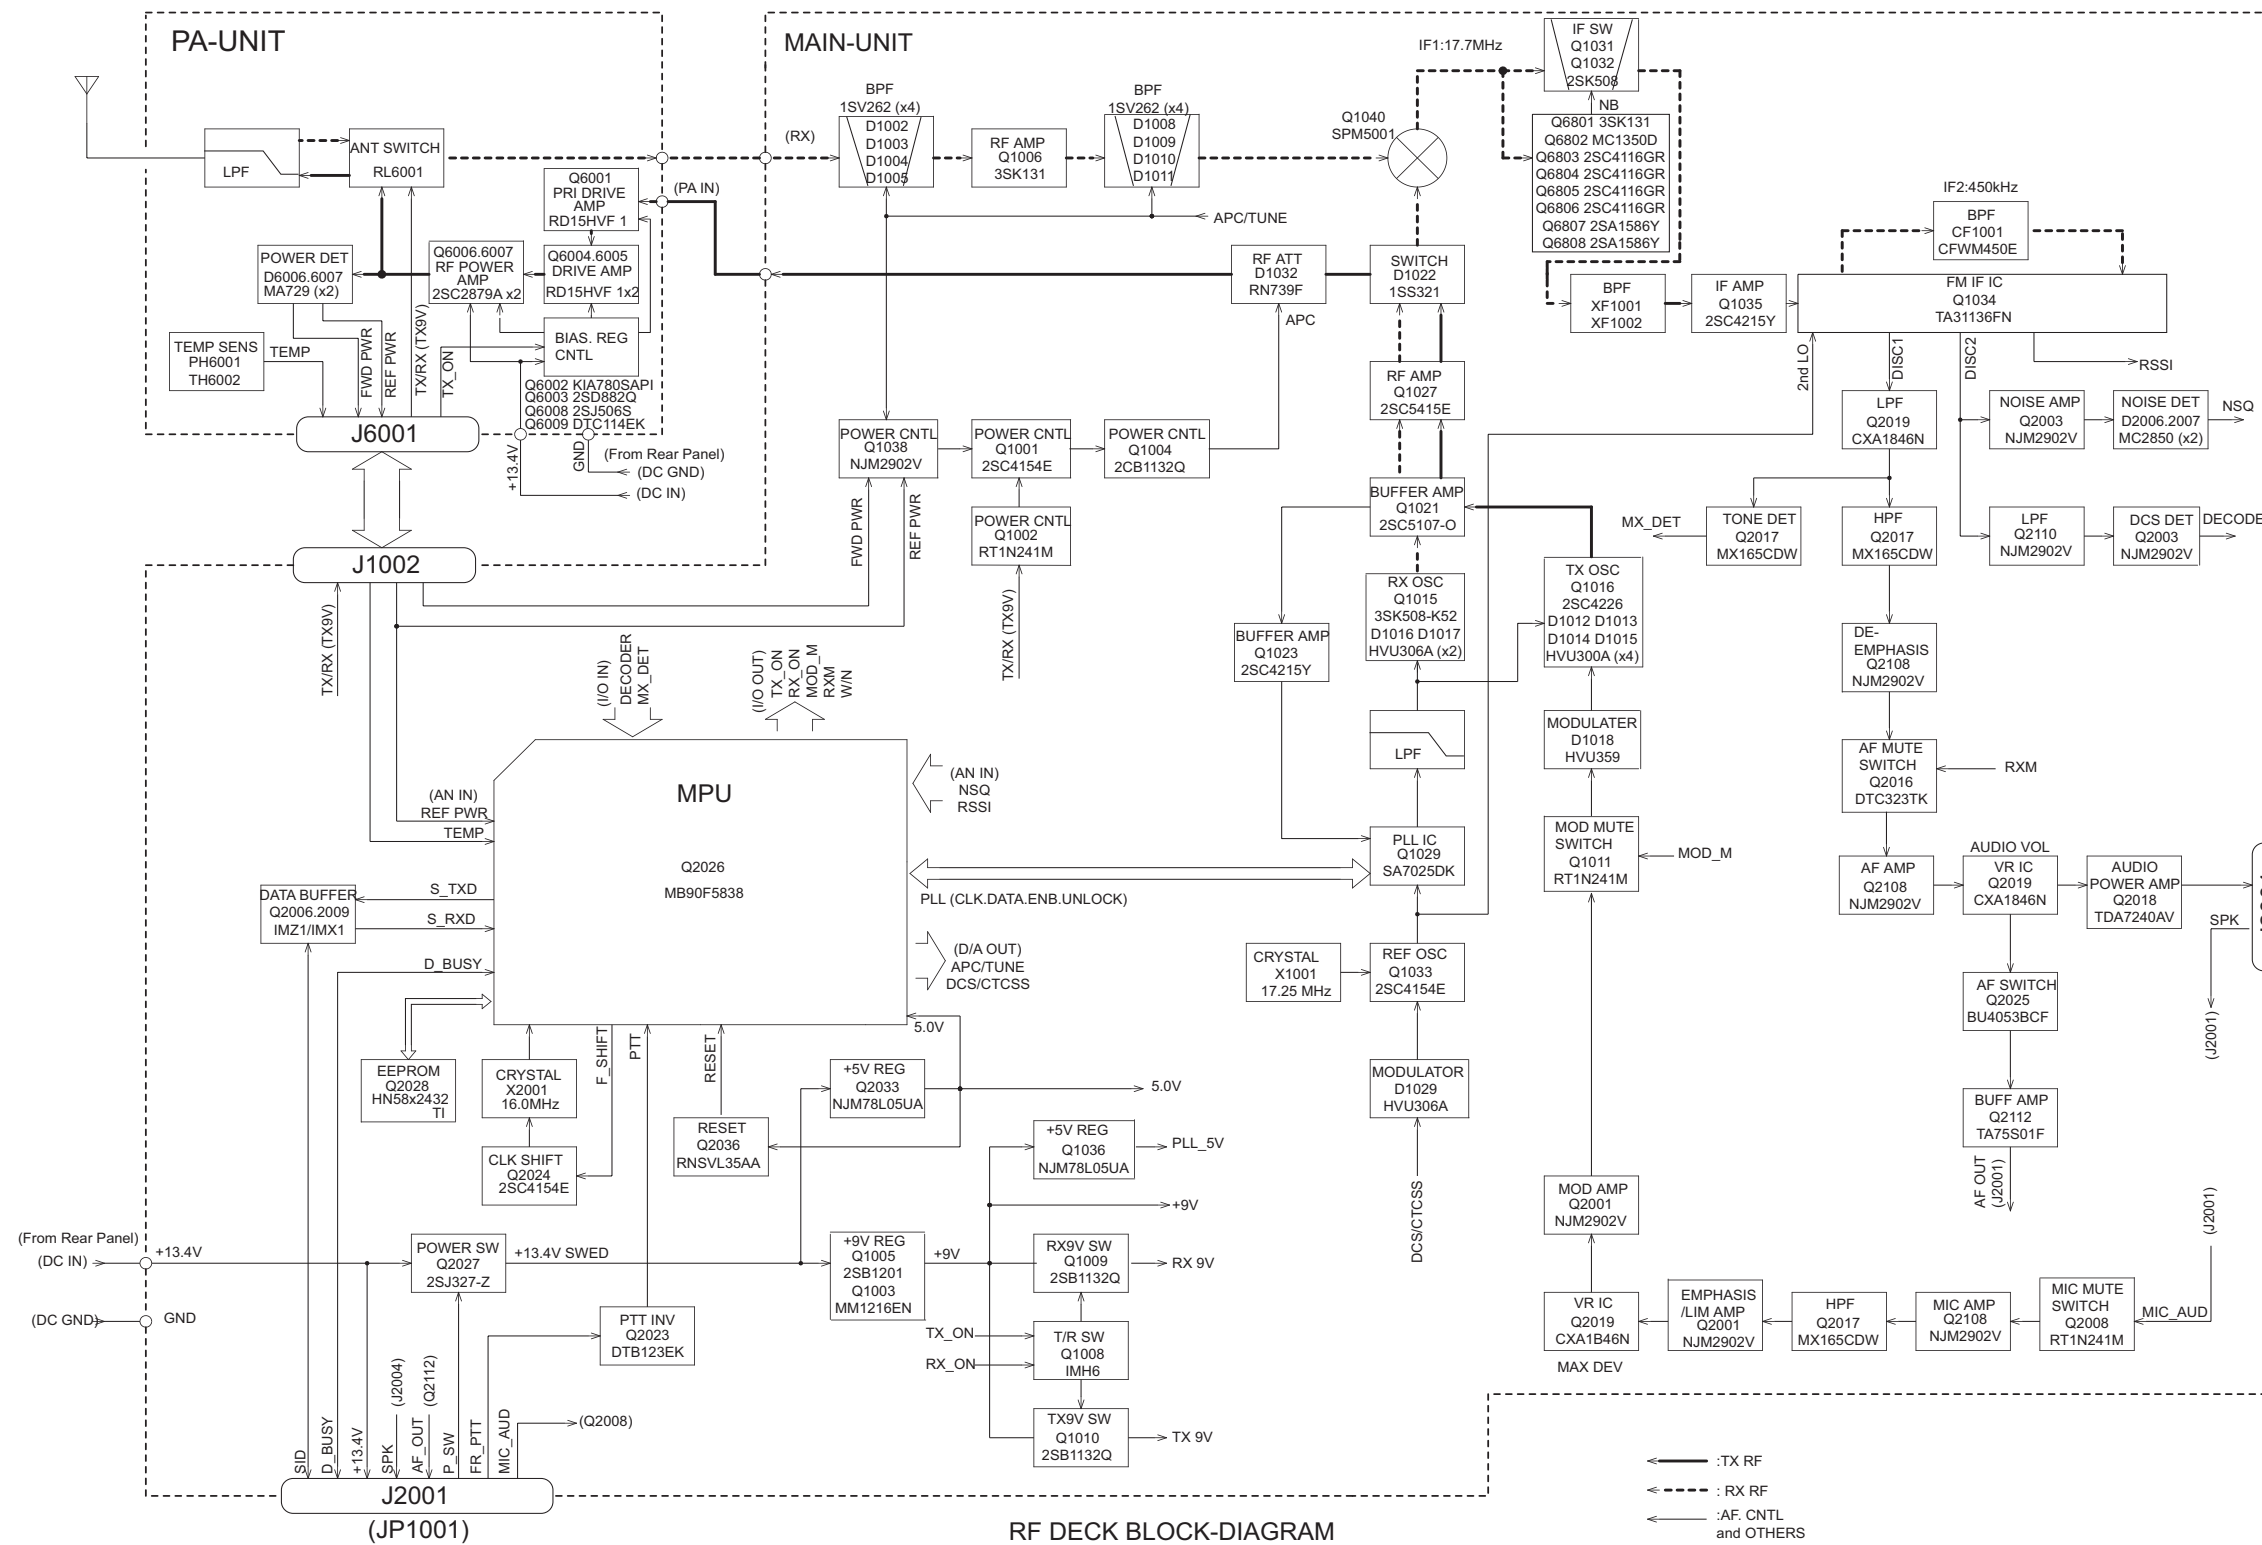 PA-UNIT
MAIN-UNIT
LPF
ANT SWITCH
RL6001
Q6001
PRI DRIVE
AMP
RD15HVF 1
(PA IN)
POWER DET
D6006.6007
MA729 (x2)
Q6006.6007
RF POWER
AMP
2SC2879A x2
Q6004.6005
DRIVE AMP
RD15HVF 1x2
BIAS. REG
CNTL
TEMP SENS
PH6001
TH6002
TEMP
FWD PWR
REF PWR
TX/RX (TX9V)
TX_ON
Q6002 KIA780SAPI
Q6003 2SD882Q
Q6008 2SJ506S
Q6009 DTC114EK
J6001
+13.4V
GND
(From Rear Panel)
(DC GND)
(DC IN)
J1002
TX/RX (TX9V)
(RX)
BPF
1SV262 (x4)
D1002
D1003
D1004
D1005
RF AMP
Q1006
3SK131
BPF
1SV262 (x4)
D1008
D1009
D1010
D1011
APC/TUNE
Q1040
SPM5001
IF1:17.7MHz
IF SW
Q1031
Q1032
2SK508
NB
Q6801 3SK131
Q6802 MC1350D
Q6803 2SC4116GR
Q6804 2SC4116GR
Q6805 2SC4116GR
Q6806 2SC4116GR
Q6807 2SA1586Y
Q6808 2SA1586Y
RF ATT
D1032
RN739F
APC
SWITCH
D1022
1SS321
BPF
XF1001
XF1002
IF AMP
Q1035
2SC4215Y
IF2:450kHz
BPF
CF1001
CFWM450E
FM IF IC
Q1034
TA31136FN
2nd LO
DISC1
DISC2
RSSI
RF AMP
Q1027
2SC5415E
LPF
Q2019
CXA1846N
NOISE AMP
Q2003
NJM2902V
NOISE DET
D2006.2007
MC2850 (x2)
NSQ
POWER CNTL
Q1038
NJM2902V
POWER CNTL
Q1001
2SC4154E
POWER CNTL
Q1004
2CB1132Q
POWER CNTL
Q1002
RT1N241M
FWD PWR
REF PWR
TX/RX (TX9V)
BUFFER AMP
Q1021
2SC5107-O
MX_DET
TONE DET
Q2017
MX165CDW
HPF
Q2017
MX165CDW
LPF
Q2110
NJM2902V
DCS DET
Q2003
NJM2902V
DECODE
RX OSC
Q1015
3SK508-K52
D1016 D1017
HVU306A (x2)
TX OSC
Q1016
2SC4226
D1012 D1013
D1014 D1015
HVU300A (x4)
BUFFER AMP
Q1023
2SC4215Y
DE-
EMPHASIS
Q2108
NJM2902V
(I/O IN)
DECODER
MX_DET
(I/O OUT)
TX_ON
RX_ON
MOD_M
RXM
W/N
LPF
MODULATER
D1018
HVU359
AF MUTE
SWITCH
Q2016
DTC323TK
RXM
MPU
Q2026
MB90F5838
(AN IN)
REF PWR
TEMP
(AN IN)
NSQ
RSSI
PLL IC
Q1029
SA7025DK
MOD MUTE
SWITCH
Q1011
RT1N241M
MOD_M
PLL (CLK.DATA.ENB.UNLOCK)
AF AMP
Q2108
NJM2902V
AUDIO VOL
VR IC
Q2019
CXA1846N
AUDIO
POWER AMP
Q2018
TDA7240AV
SPK
(J2001)
DATA BUFFER
Q2006.2009
IMZ1/IMX1
S_TXD
S_RXD
D_BUSY
(D/A OUT)
APC/TUNE
DCS/CTCSS
CRYSTAL
X1001
17.25 MHz
REF OSC
Q1033
2SC4154E
AF SWITCH
Q2025
BU4053BCF
5.0V
EEPROM
Q2028
HN58x2432
TI
CRYSTAL
X2001
16.0MHz
F_SHIFT
PTT
RESET
+5V REG
Q2033
NJM78L05UA
5.0V
MODULATOR
D1029
HVU306A
BUFF AMP
Q2112
TA75S01F
CLK SHIFT
Q2024
2SC4154E
RESET
Q2036
RNSVL35AA
+5V REG
Q1036
NJM78L05UA
PLL_5V
+9V
DCS/CTCSS
MOD AMP
Q2001
NJM2902V
AF OUT
(J2001)
(J2001)
(From Rear Panel)
(DC IN)
+13.4V
POWER SW
Q2027
2SJ327-Z
+13.4V SWED
+9V REG
Q1005
2SB1201
Q1003
MM1216EN
+9V
RX9V SW
Q1009
2SB1132Q
RX 9V
(DC GND)
GND
PTT INV
Q2023
DTB123EK
TX_ON
RX_ON
T/R SW
Q1008
IMH6
TX9V SW
Q1010
2SB1132Q
TX 9V
VR IC
Q2019
CXA1B46N
MAX DEV
EMPHASIS
/LIM AMP
Q2001
NJM2902V
HPF
Q2017
MX165CDW
MIC AMP
Q2108
NJM2902V
MIC MUTE
SWITCH
Q2008
RT1N241M
MIC_AUD
SID
D_BUSY
+13.4V
SPK
(J2004)
AF_OUT
(Q2112)
P_SW
FR_PTT
MIC_AUD
(Q2008)
J2001
(JP1001)
RF DECK BLOCK-DIAGRAM
:TX RF
: RX RF
:AF. CNTL
and OTHERS